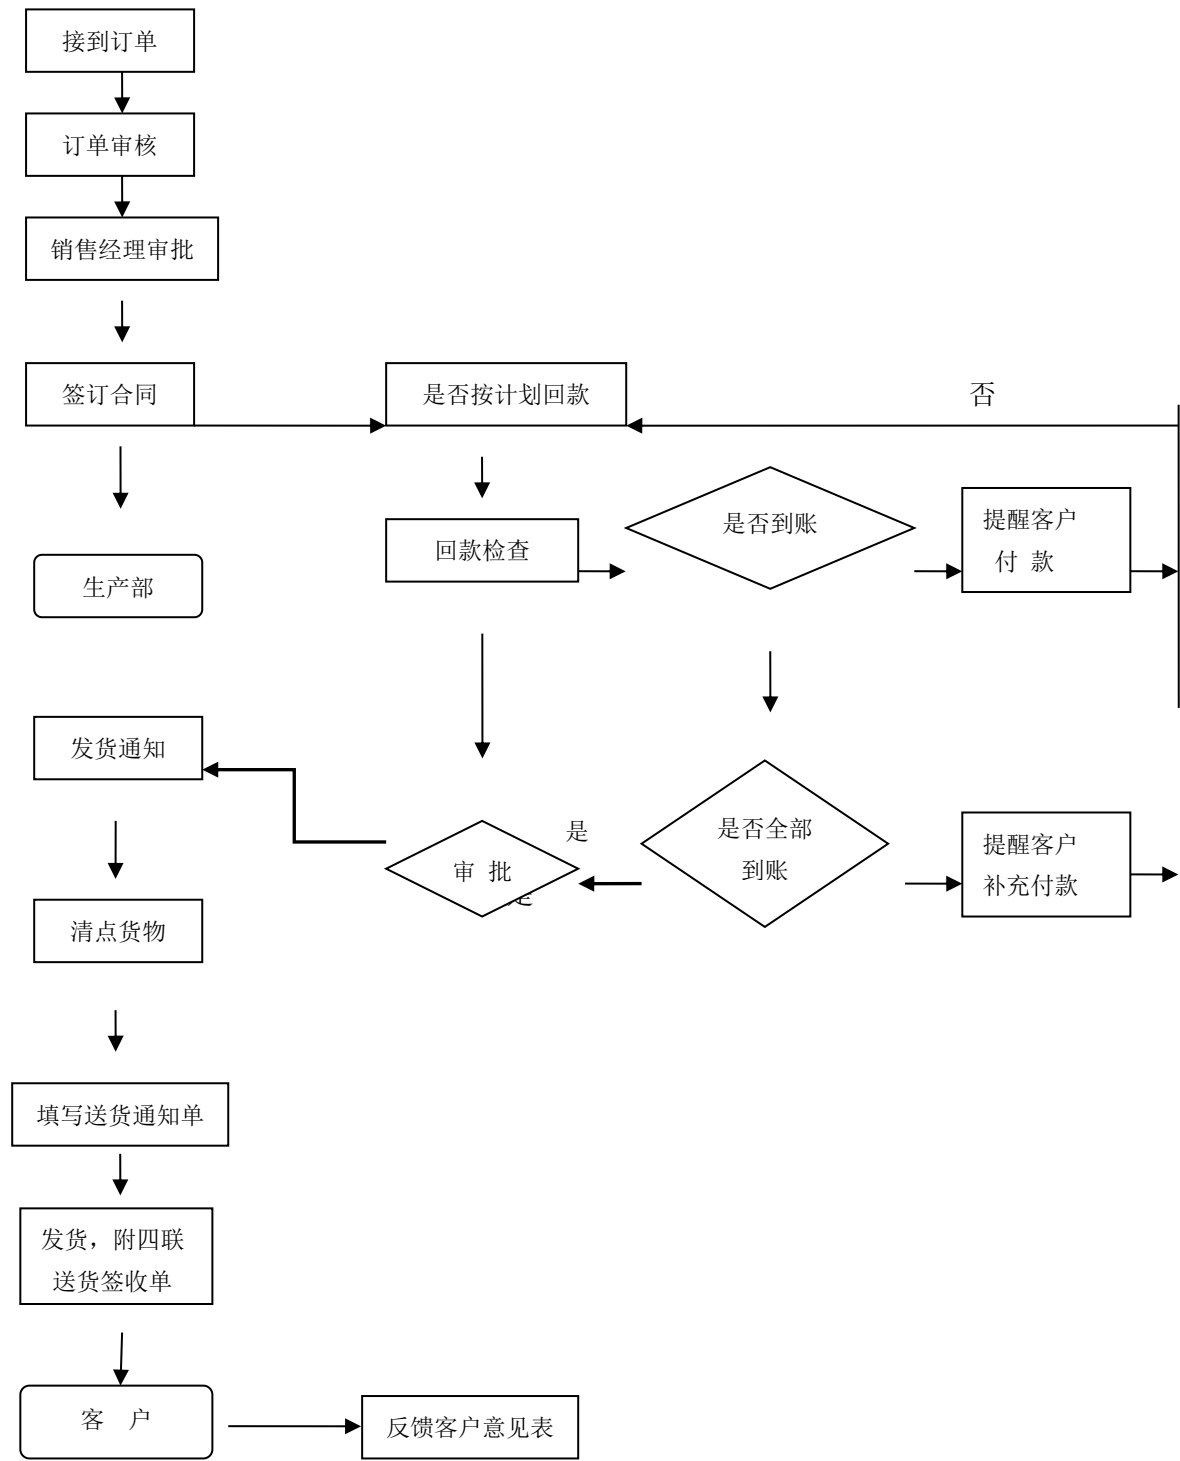 接到订单
订单审核
销售经理审批
签订合同
是否按计划回款
否
回款检查
是否到账
提醒客户
付 款
生产部
发货通知
审 批
是
是否全部
到账
提醒客户
补充付款
清点货物
填写送货通知单
发货，附四联
送货签收单
客 户
反馈客户意见表